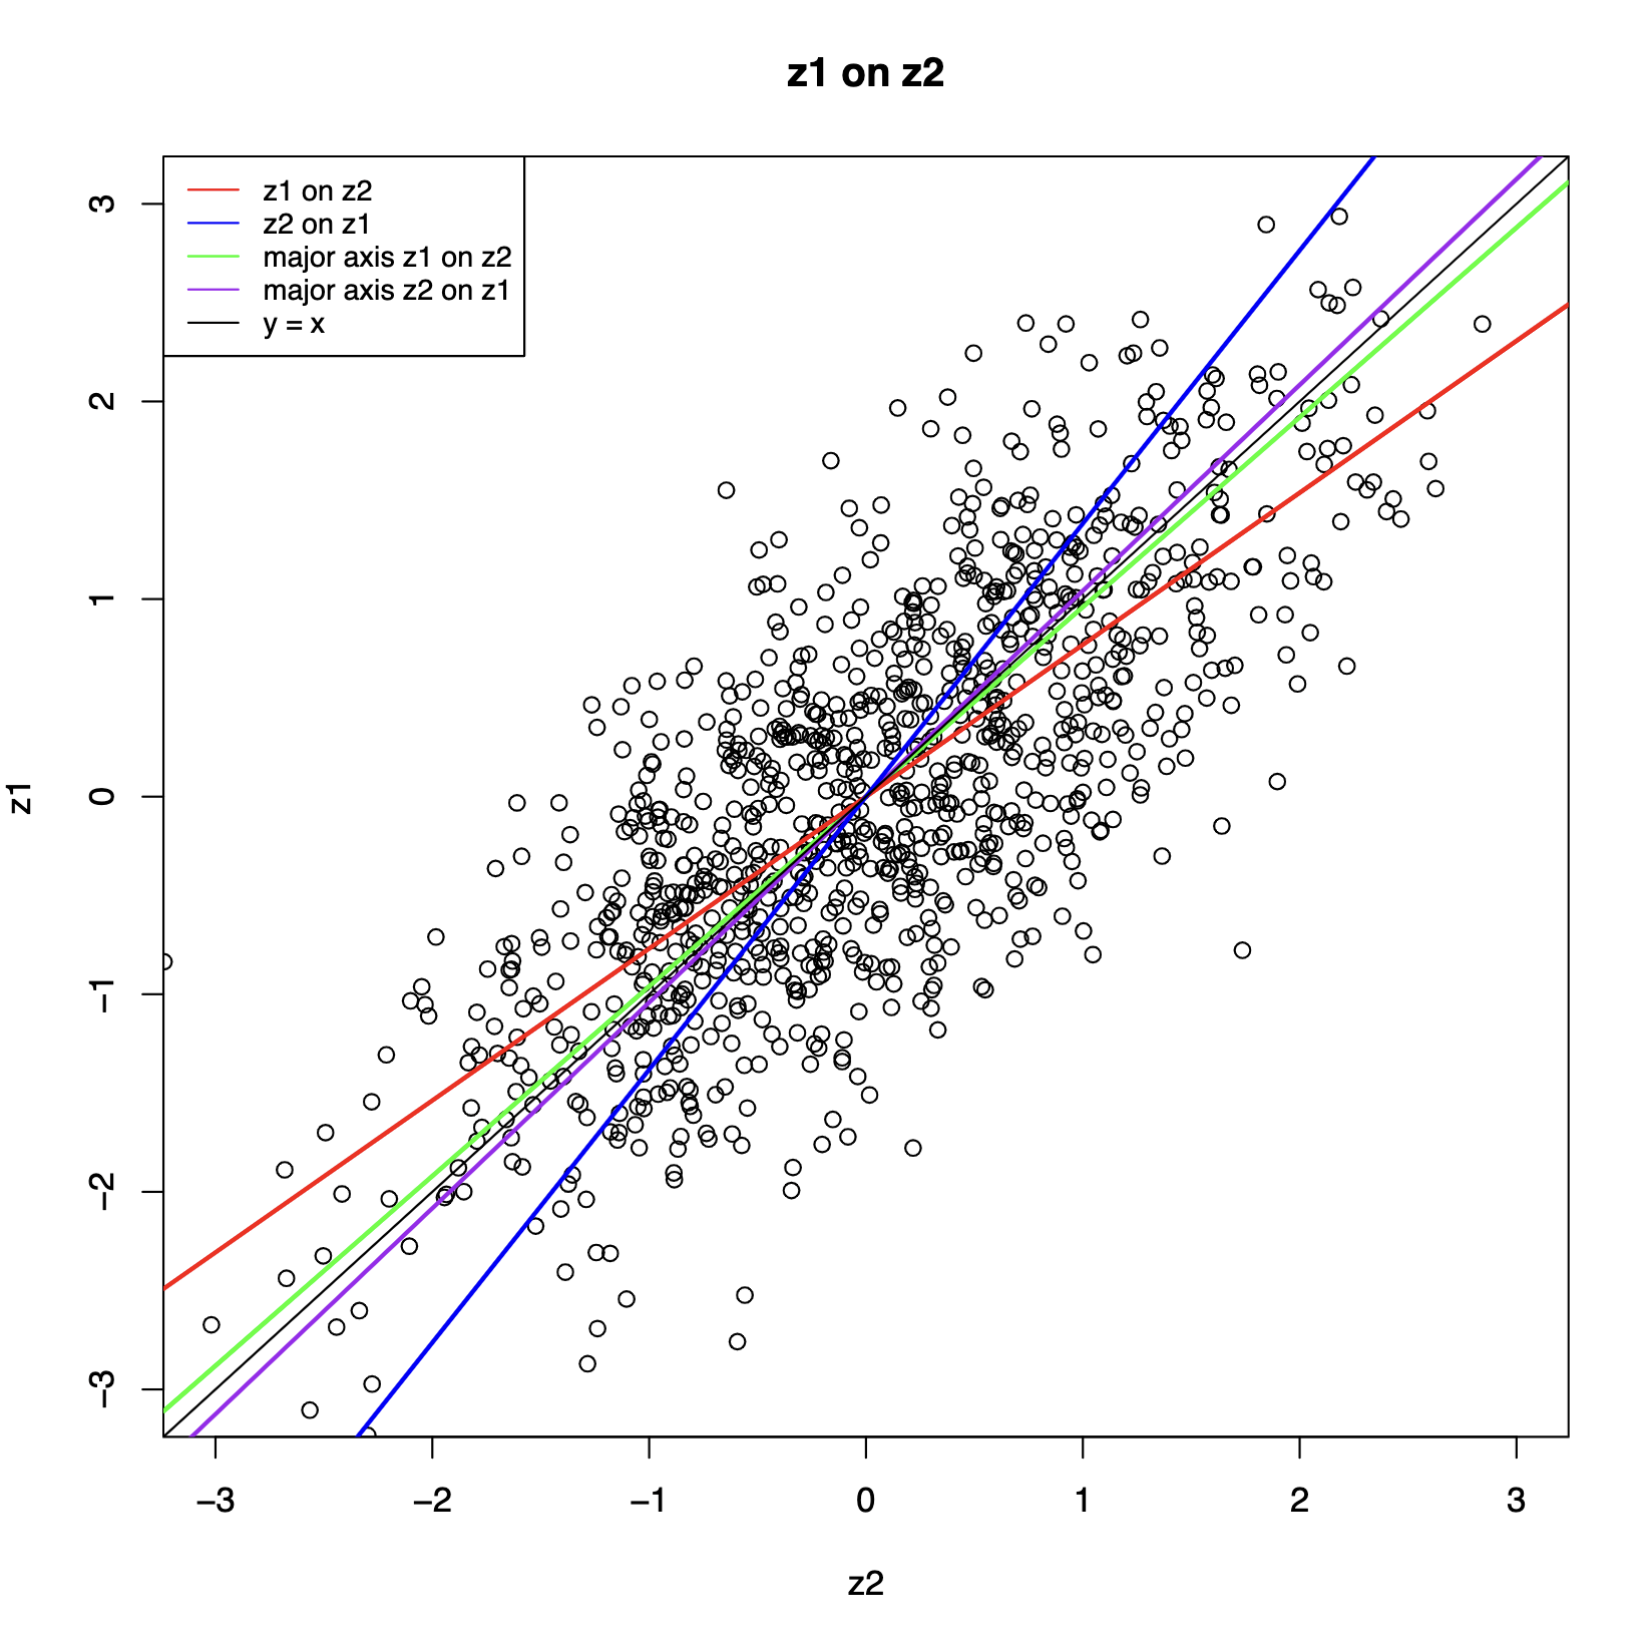 z1 on z2
z1 on z2
z2 on z1
major axis z1 on z2
major axis z2 on z1
y = x
3
2
1
0
−1
−2
−3
z1
−3 −2 −1 0 1 2 3
z2